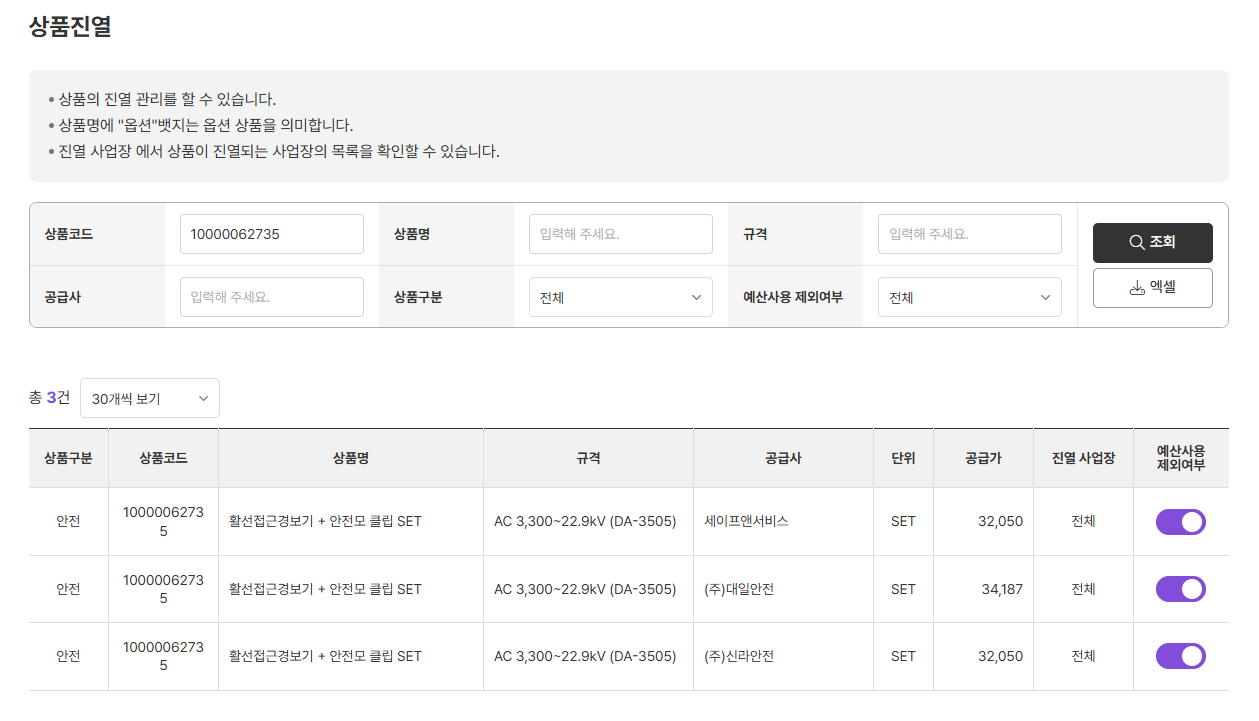 상품진열
• 상품의 진열 관리를 할 수 있습니다.
• 상품명에 "옵션"뱃지는 옵션 상품을 의미합니다.
• 진열 사업장 에서 상품이 진열되는 사업장의 목록을 확인할 수 있습니다.
상품코드 10000062735 상품명 입력해 주세요. 규격 입력해 주세요. 조회
공급사 입력해 주세요. 상품구분 전체 예산사용 제외여부 전체 엑셀
총 3건 30개씩 보기
상품구분 상품코드 상품명 규격 공급사 단위 공급가 진열 사업장 예산사용
제외여부
안전 1000006273
5 활선접근경보기 + 안전모 클립 SET AC 3,300~22.9kV (DA-3505) 세이프앤서비스 SET 32,050 전체
안전 1000006273
5 활선접근경보기 + 안전모 클립 SET AC 3,300~22.9kV (DA-3505) (주)대일안전 SET 34,187 전체
안전 1000006273
5 활선접근경보기 + 안전모 클립 SET AC 3,300~22.9kV (DA-3505) (주)신라안전 SET 32,050 전체